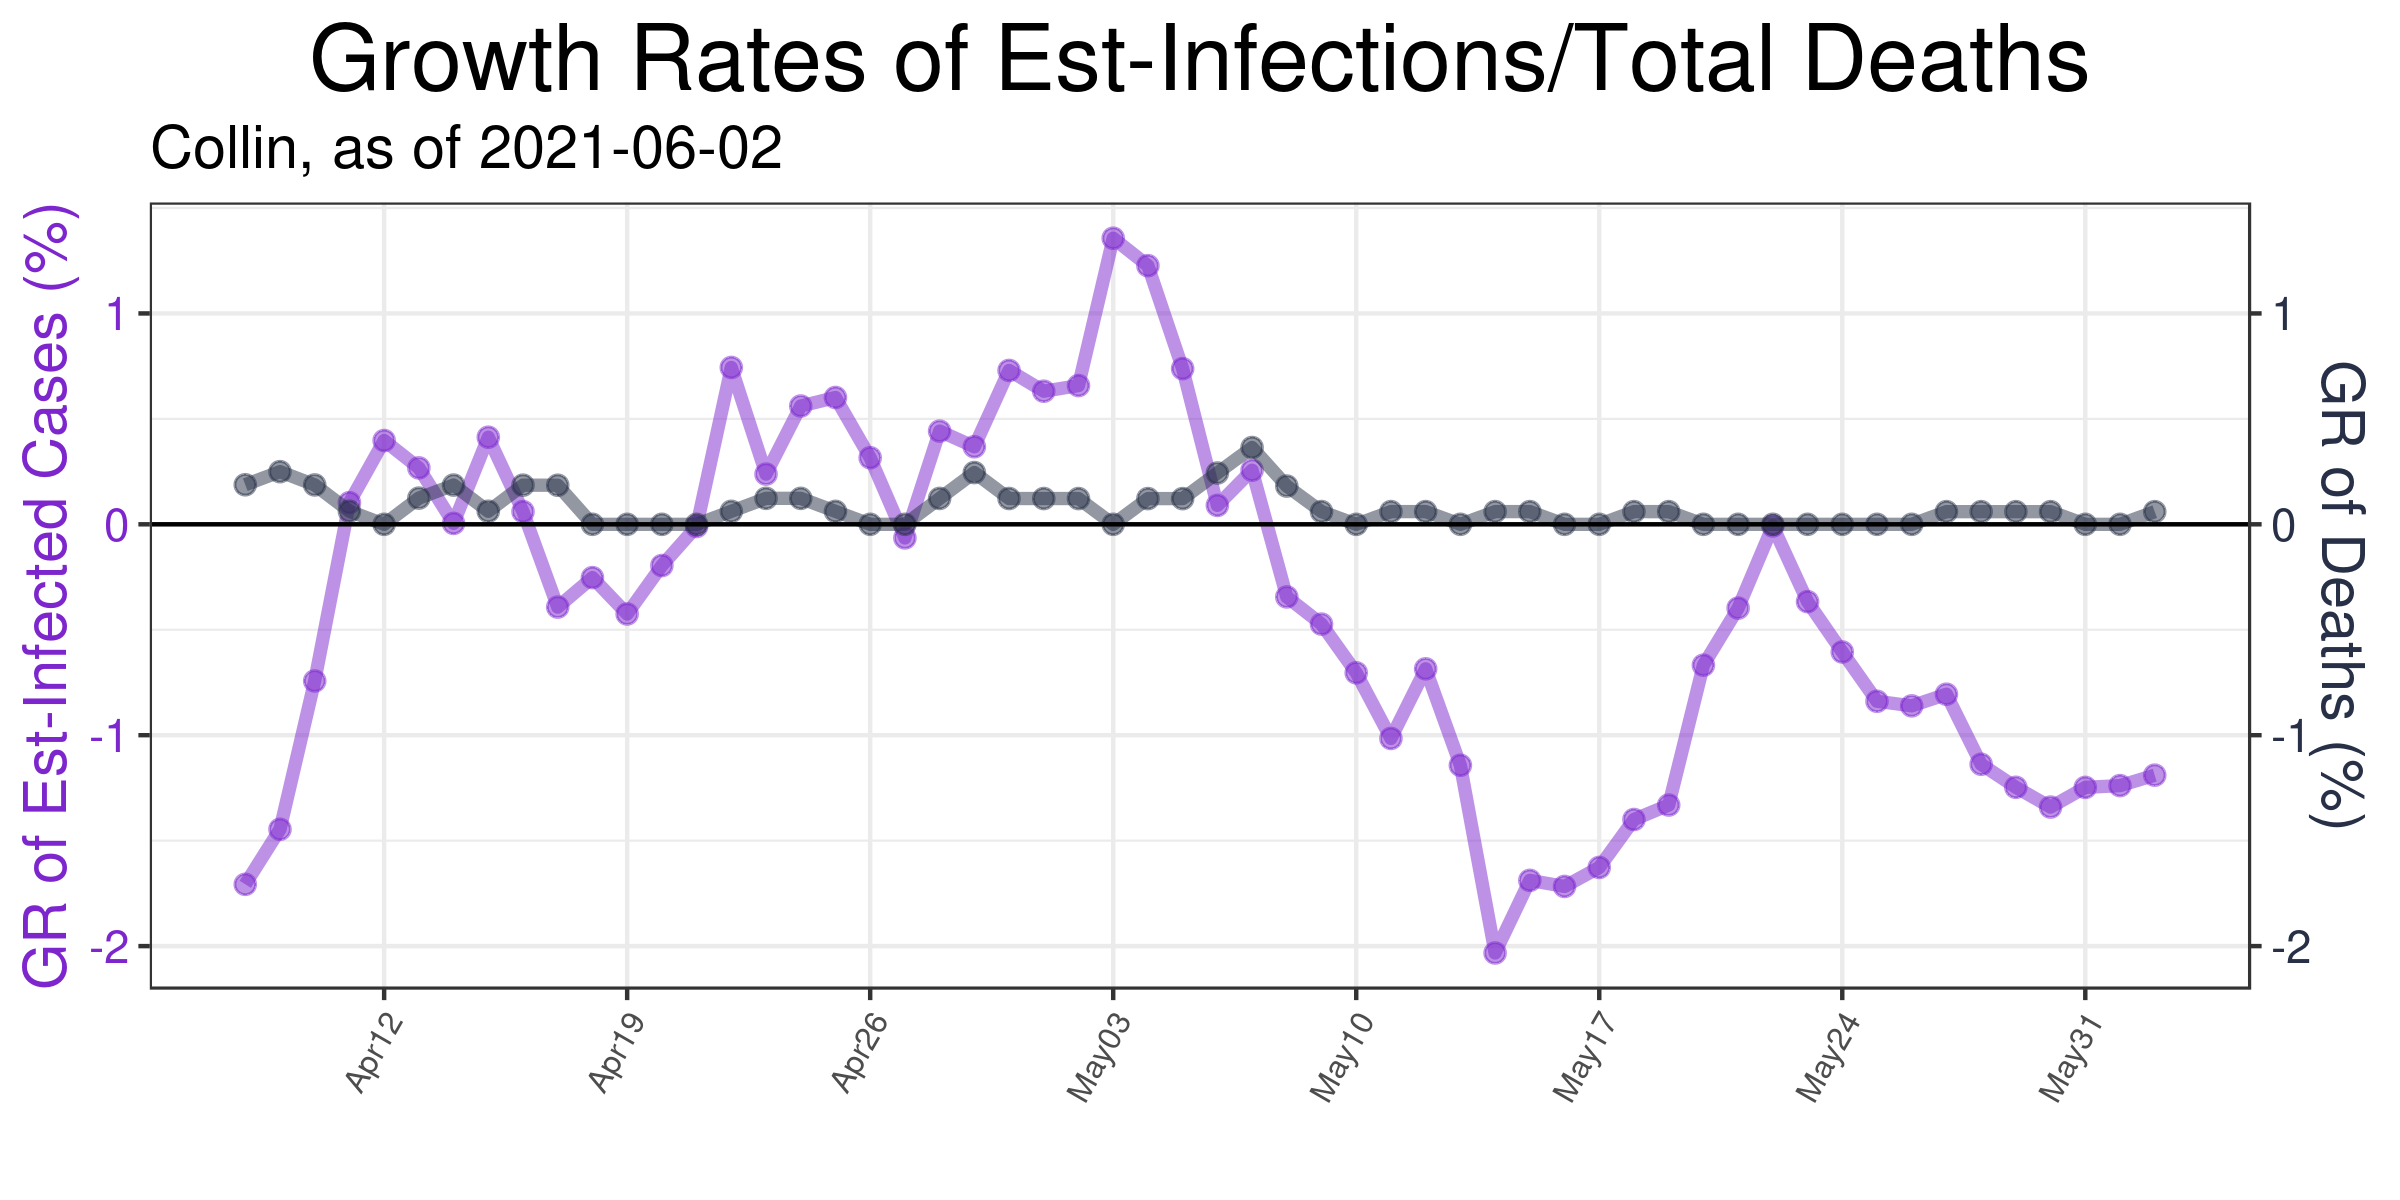 Growth Rates of Est-Infections/Total Deaths
Collin, as of 2021-06-02
GR of Est-Infected Cases (%)
1
0
-1
-2
1
0
-1
-2
GR of Deaths (%)
Apr12
Apr19
Apr26
May03
May10
May17
May24
May31